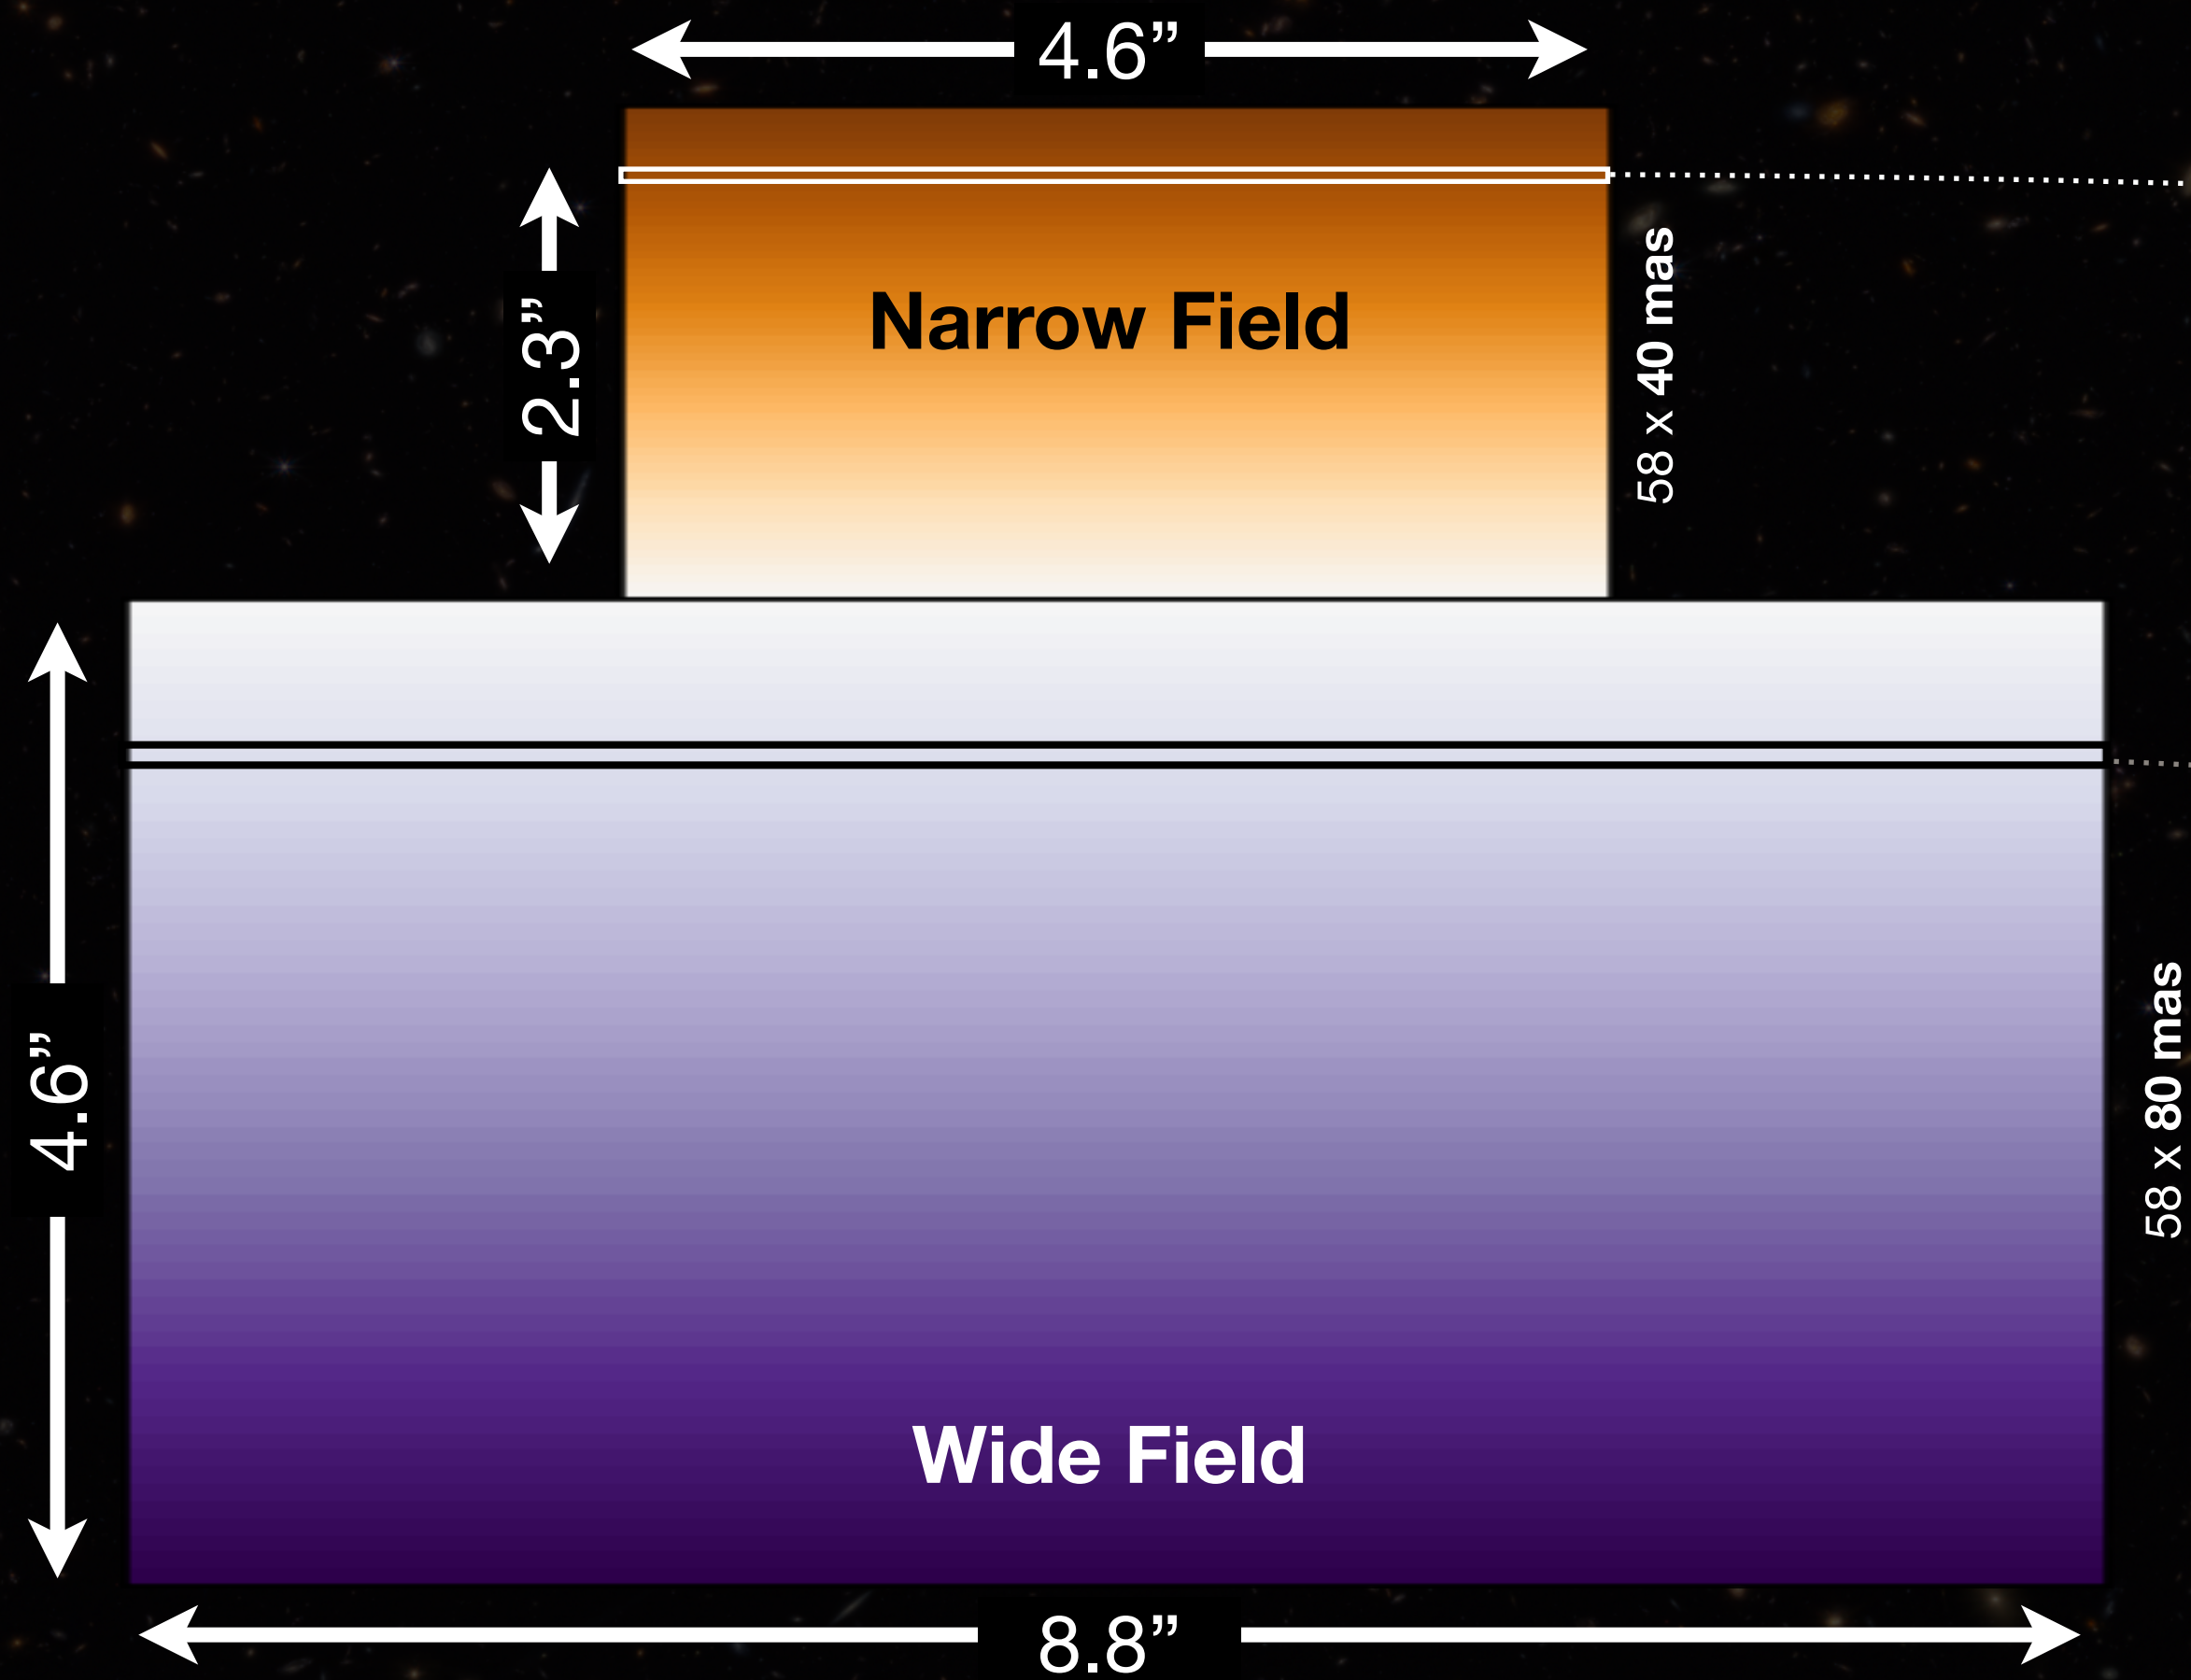 4.6”
2.3”
Narrow Field
58 x 40 mas
4.6”
58 x 80 mas
Wide Field
8.8”